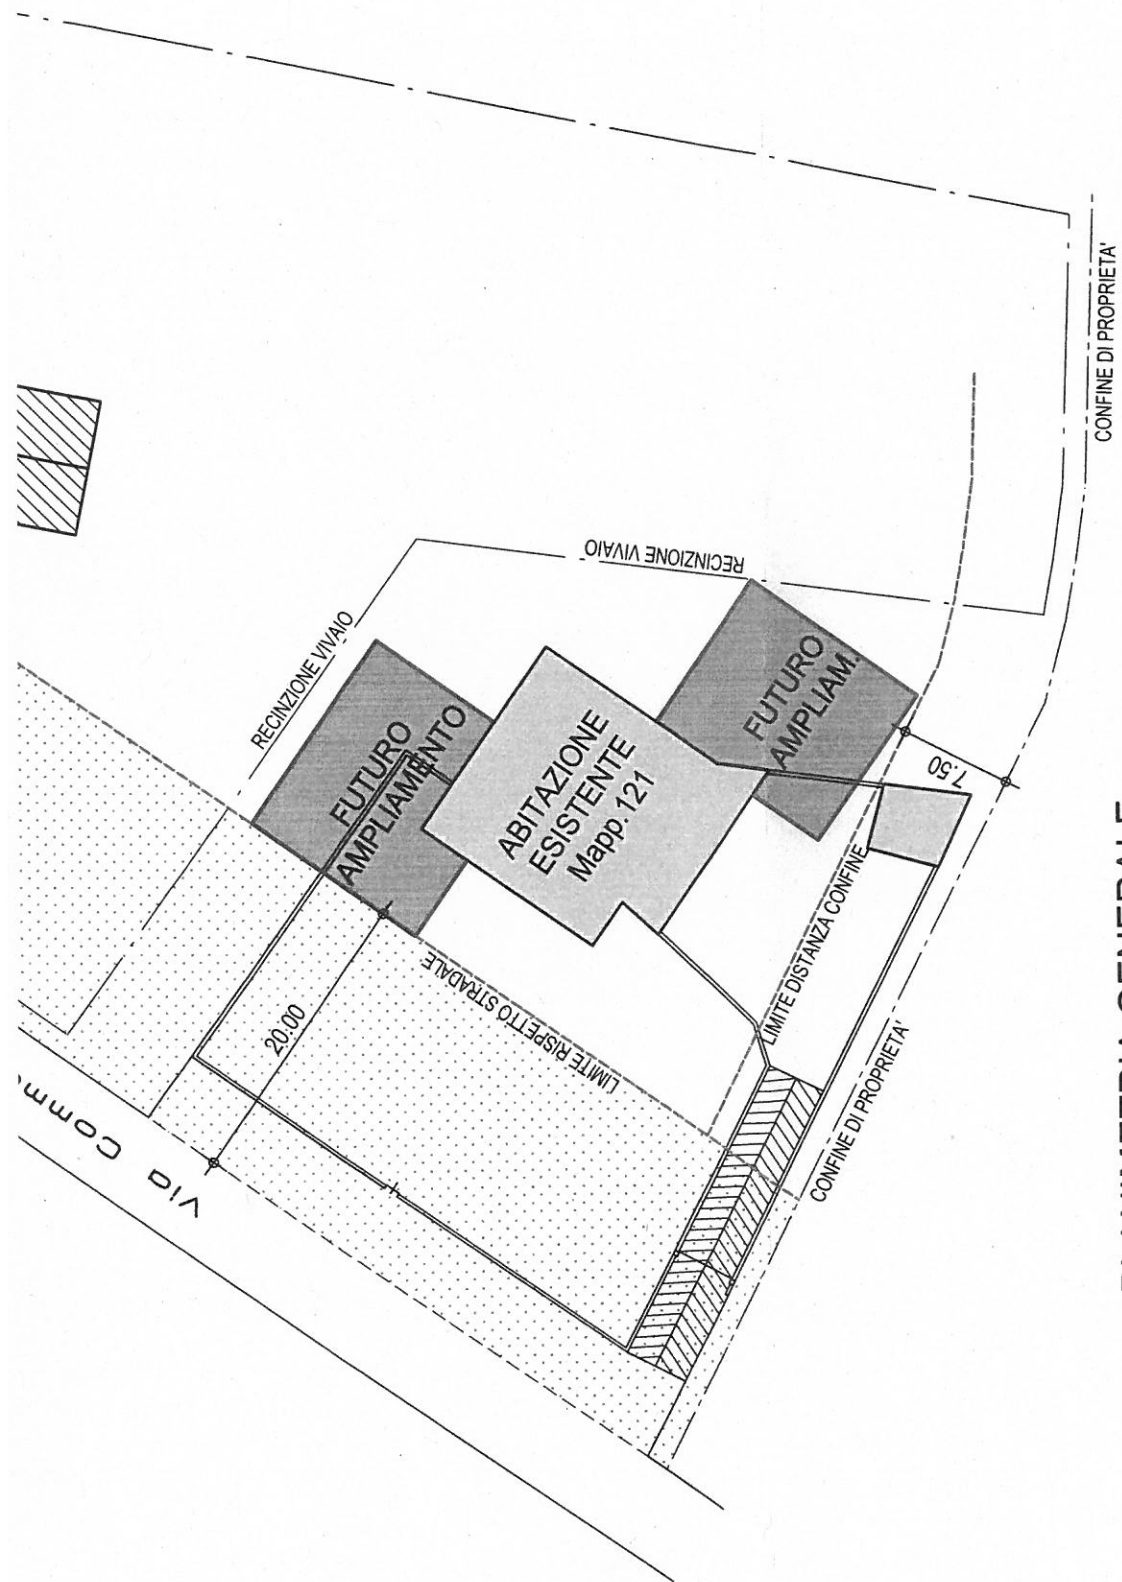 CONFINE DI PROPRIETA'
RECINZIONE VIVAIO
RECINZIONE VIVAIO
FUTURO
AMPLIAMENTO
FUTURO
AMPLIAM.
ABITAZIONE
ESISTENTE
Mapp.121
7.50
LIMITE DISTANZA CONFINE
LIMITE RISPETTO STRADALE
20.00
Via
CONFINE DI PROPRIETA'